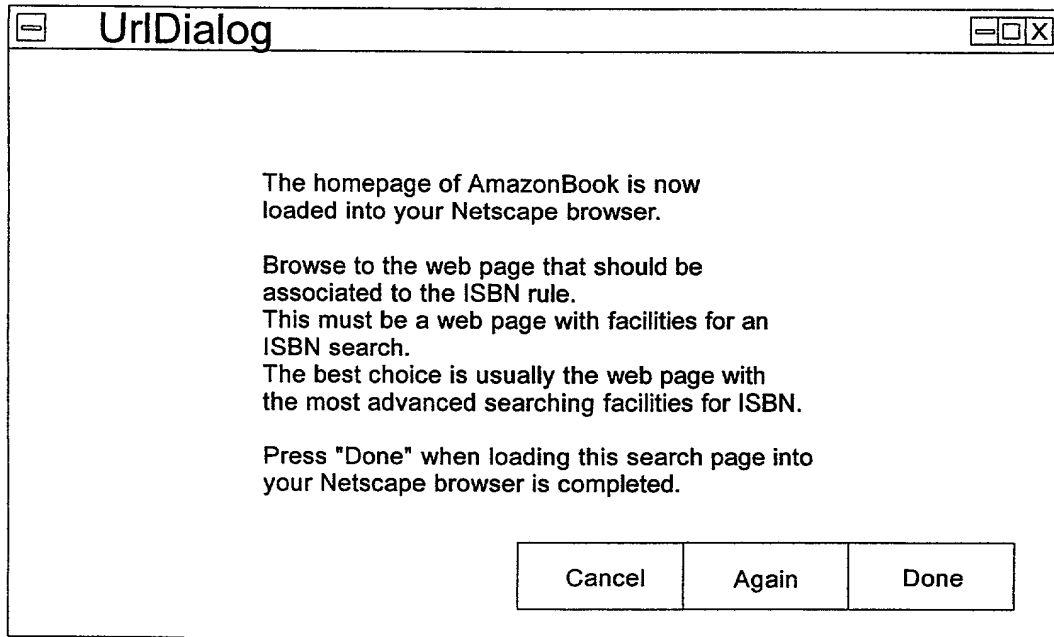 UrlDialog
The homepage of AmazonBook is now
loaded into your Netscape browser.
Browse to the web page that should be
associated to the ISBN rule.
This must be a web page with facilities for an
ISBN search.
The best choice is usually the web page with
the most advanced searching facilities for ISBN.
Press "Done" when loading this search page into
your Netscape browser is completed.
Cancel Again Done